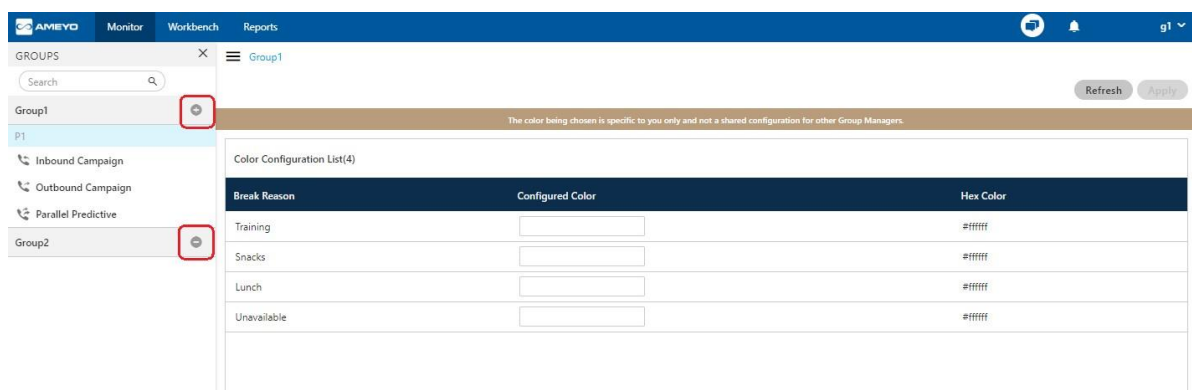 AMEYO Monitor Workbench Reports g1
GROUPS
Group1
Search
Refresh Apply
Group1
The color being chosen is specific to you only and not a shared configuration for other Group Managers.
P1
Inbound Campaign
Outbound Campaign
Parallel Predictive
Group2
Color Configuration List(4)
Break Reason Configured Color Hex Color
Training #ffffff
Snacks #ffffff
Lunch #ffffff
Unavailable #ffffff